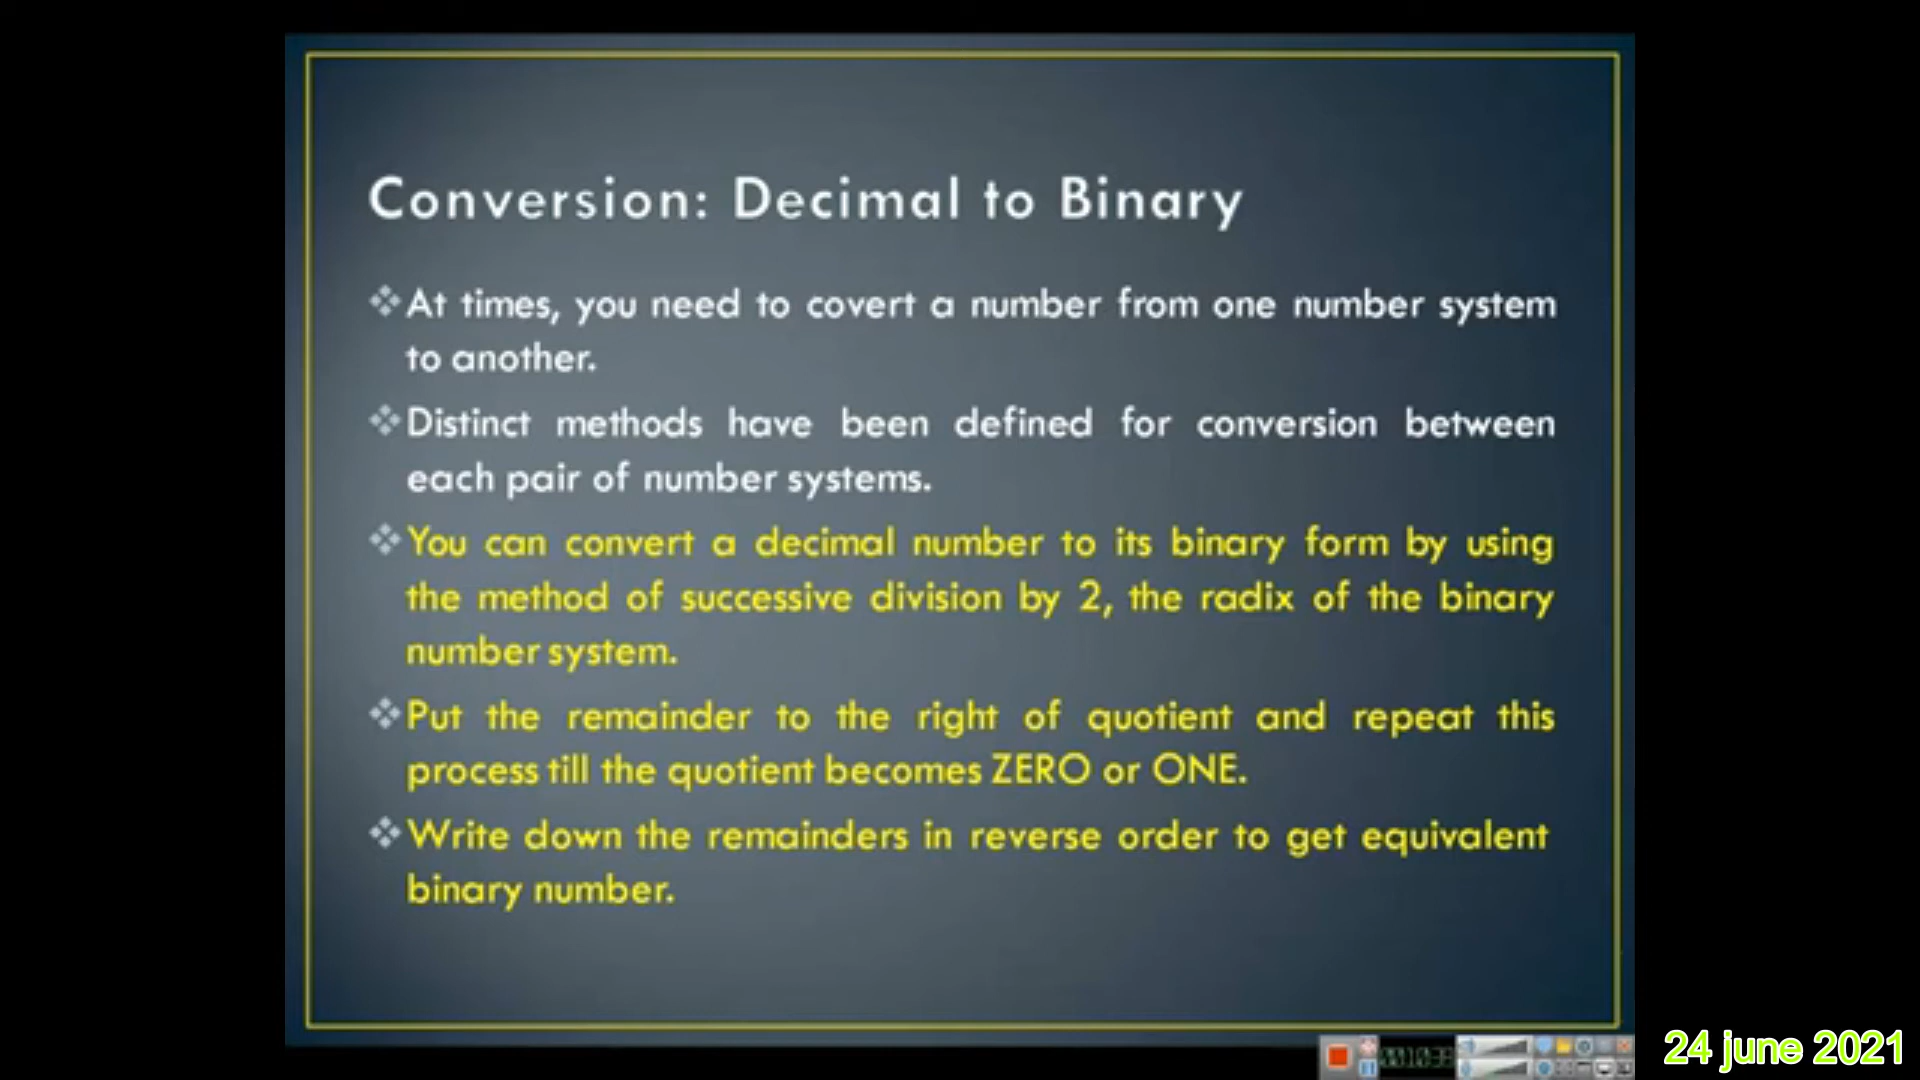 Conversion: Decimal to Binary
At times, you need to covert a number from one number system
to another.
Distinct methods have been defined for conversion between
each pair of number systems.
You can convert a decimal number to its binary form by using
the method of successive division by 2, the radix of the binary
number system.
Put the remainder to the right of quotient and repeat this
process till the quotient becomes ZERO or ONE.
Write down the remainders in reverse order to get equivalent
binary number.
24 june 2021